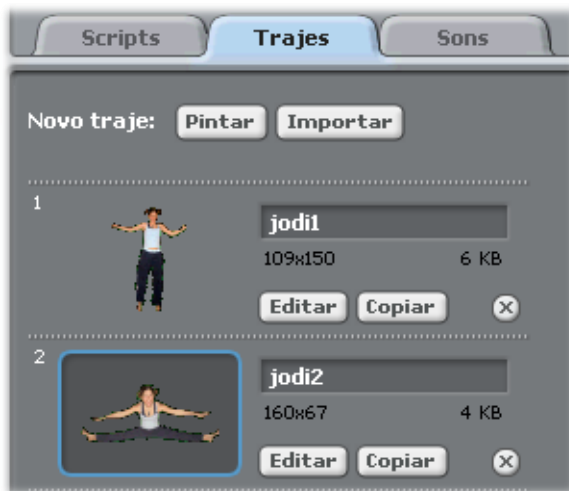 Scripts Trajes Sons
Novo traje: Pintar Importar
1
jodi1
109x150 6 KB
Editar Copiar x
2
jodi2
160x67 4 KB
Editar Copiar x